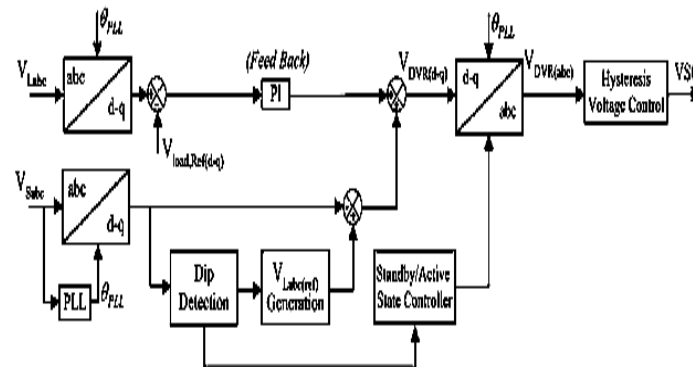 θPLL
θPLL
VLabc
abc
d-q
(Feed Back)
PI
VDVR(d-q)
d-q
abc
VDVR(abc)
Hysteresis
Voltage Control
Vload,Ref(d-q)
VSabc
abc
d-q
PLL
θPLL
Dip
Detection
VLabc(ref)
Generation
Standby/Active
State Controller